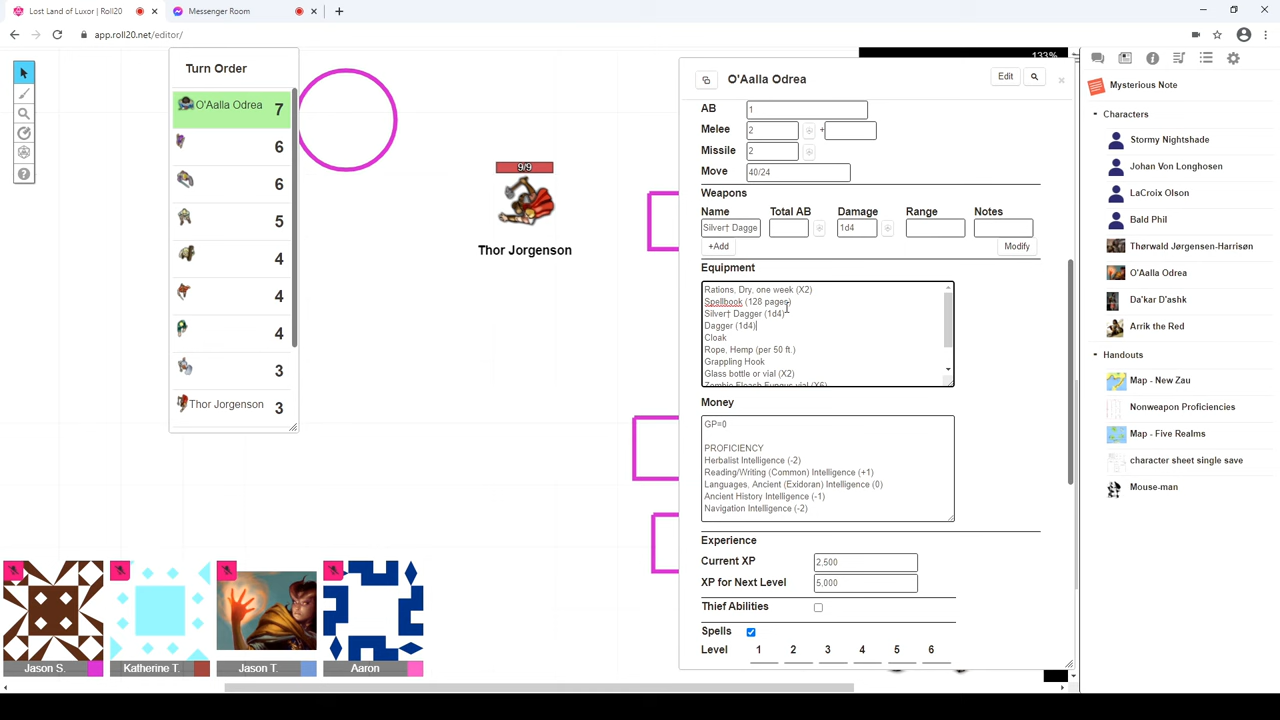 Lost Land of Luxor | Roll20
Messenger Room
app.roll20.net/editor/
133%
Turn Order
O'Aalla Odrea 7
6
6
5
4
4
4
3
Thor Jorgenson 3
9/9
Thor Jorgenson
O'Aalla Odrea
Edit
AB 1
Melee 2 +
Missile 2
Move 40/24
Weapons
Name Total AB Damage Range Notes
Silver† Dagge 1d4
+Add Modify
Equipment
Rations, Dry, one week (X2)
Spellbook (128 pages)
Silver† Dagger (1d4)
Dagger (1d4)
Cloak
Rope, Hemp (per 50 ft.)
Grappling Hook
Glass bottle or vial (X2)
Zombie Fleash Fungus vial (X6)
Money
GP=0
PROFICIENCY
Herbalist Intelligence (-2)
Reading/Writing (Common) Intelligence (+1)
Languages, Ancient (Exidoran) Intelligence (0)
Ancient History Intelligence (-1)
Navigation Intelligence (-2)
Experience
Current XP 2,500
XP for Next Level 5,000
Thief Abilities
Spells
Level 1 2 3 4 5 6
Mysterious Note
Characters
Stormy Nightshade
Johan Von Longhosen
LaCroix Olson
Bald Phil
Thørwald Jørgensen-Harrisøn
O'Aalla Odrea
Da'kar D'ashk
Arrik the Red
Handouts
Map - New Zau
Nonweapon Proficiencies
Map - Five Realms
character sheet single save
Mouse-man
Jason S.
Katherine T.
Jason T.
Aaron